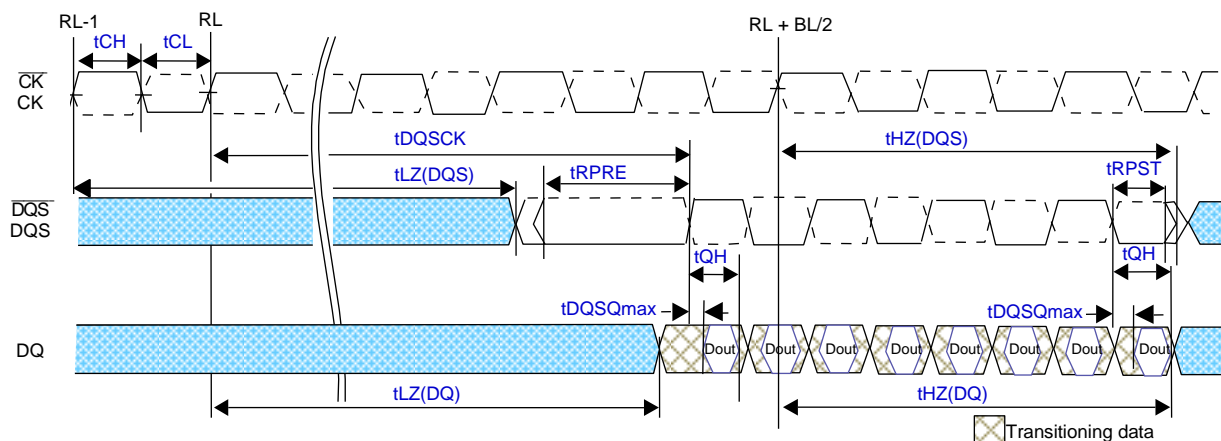 RL-1
RL
RL + BL/2
tCH
tCL
CK
CK
tDQSCK
tHZ(DQS)
tLZ(DQS)
tRPRE
tRPST
DQS
DQS
tQH
tQH
tDQSQmax
tDQSQmax
DQ
Dout
Dout
Dout
Dout
Dout
Dout
Dout
Dout
tLZ(DQ)
tHZ(DQ)
Transitioning data